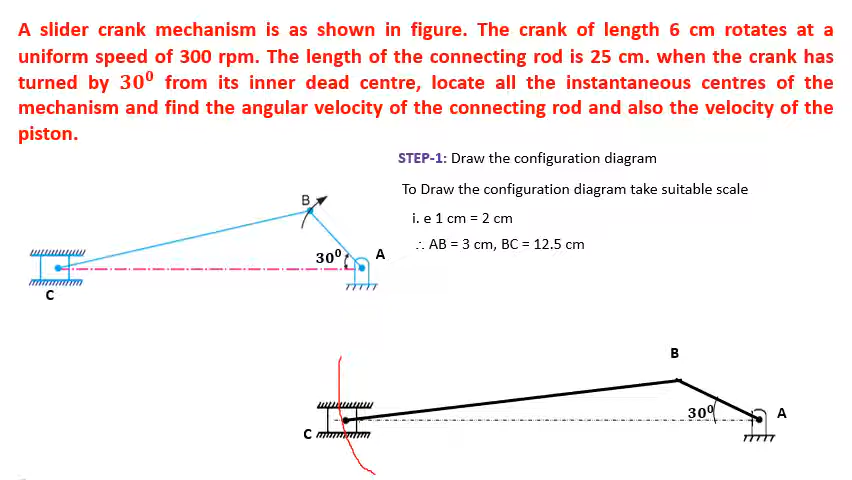 A slider crank mechanism is as shown in figure. The crank of length 6 cm rotates at a
uniform speed of 300 rpm. The length of the connecting rod is 25 cm. when the crank has
turned by 30⁰ from its inner dead centre, locate all the instantaneous centres of the
mechanism and find the angular velocity of the connecting rod and also the velocity of the
piston.
STEP-1: Draw the configuration diagram
To Draw the configuration diagram take suitable scale
i. e 1 cm = 2 cm
∴ AB = 3 cm, BC = 12.5 cm
B
30⁰
A
C
B
30⁰
A
C